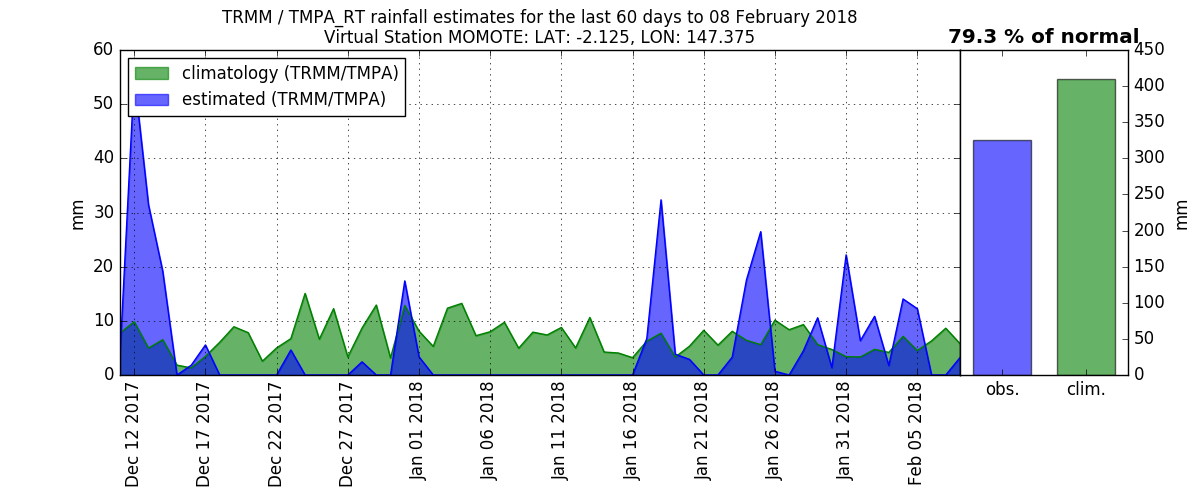 TRMM / TMPA_RT rainfall estimates for the last 60 days to 08 February 2018
Virtual Station MOMOTE: LAT: -2.125, LON: 147.375
79.3 % of normal
climatology (TRMM/TMPA)
estimated (TRMM/TMPA)
60
50
40
30
20
10
0
mm
Dec 12 2017
Dec 17 2017
Dec 22 2017
Dec 27 2017
Jan 01 2018
Jan 06 2018
Jan 11 2018
Jan 16 2018
Jan 21 2018
Jan 26 2018
Jan 31 2018
Feb 05 2018
obs.
clim.
450
400
350
300
250
200
150
100
50
0
mm